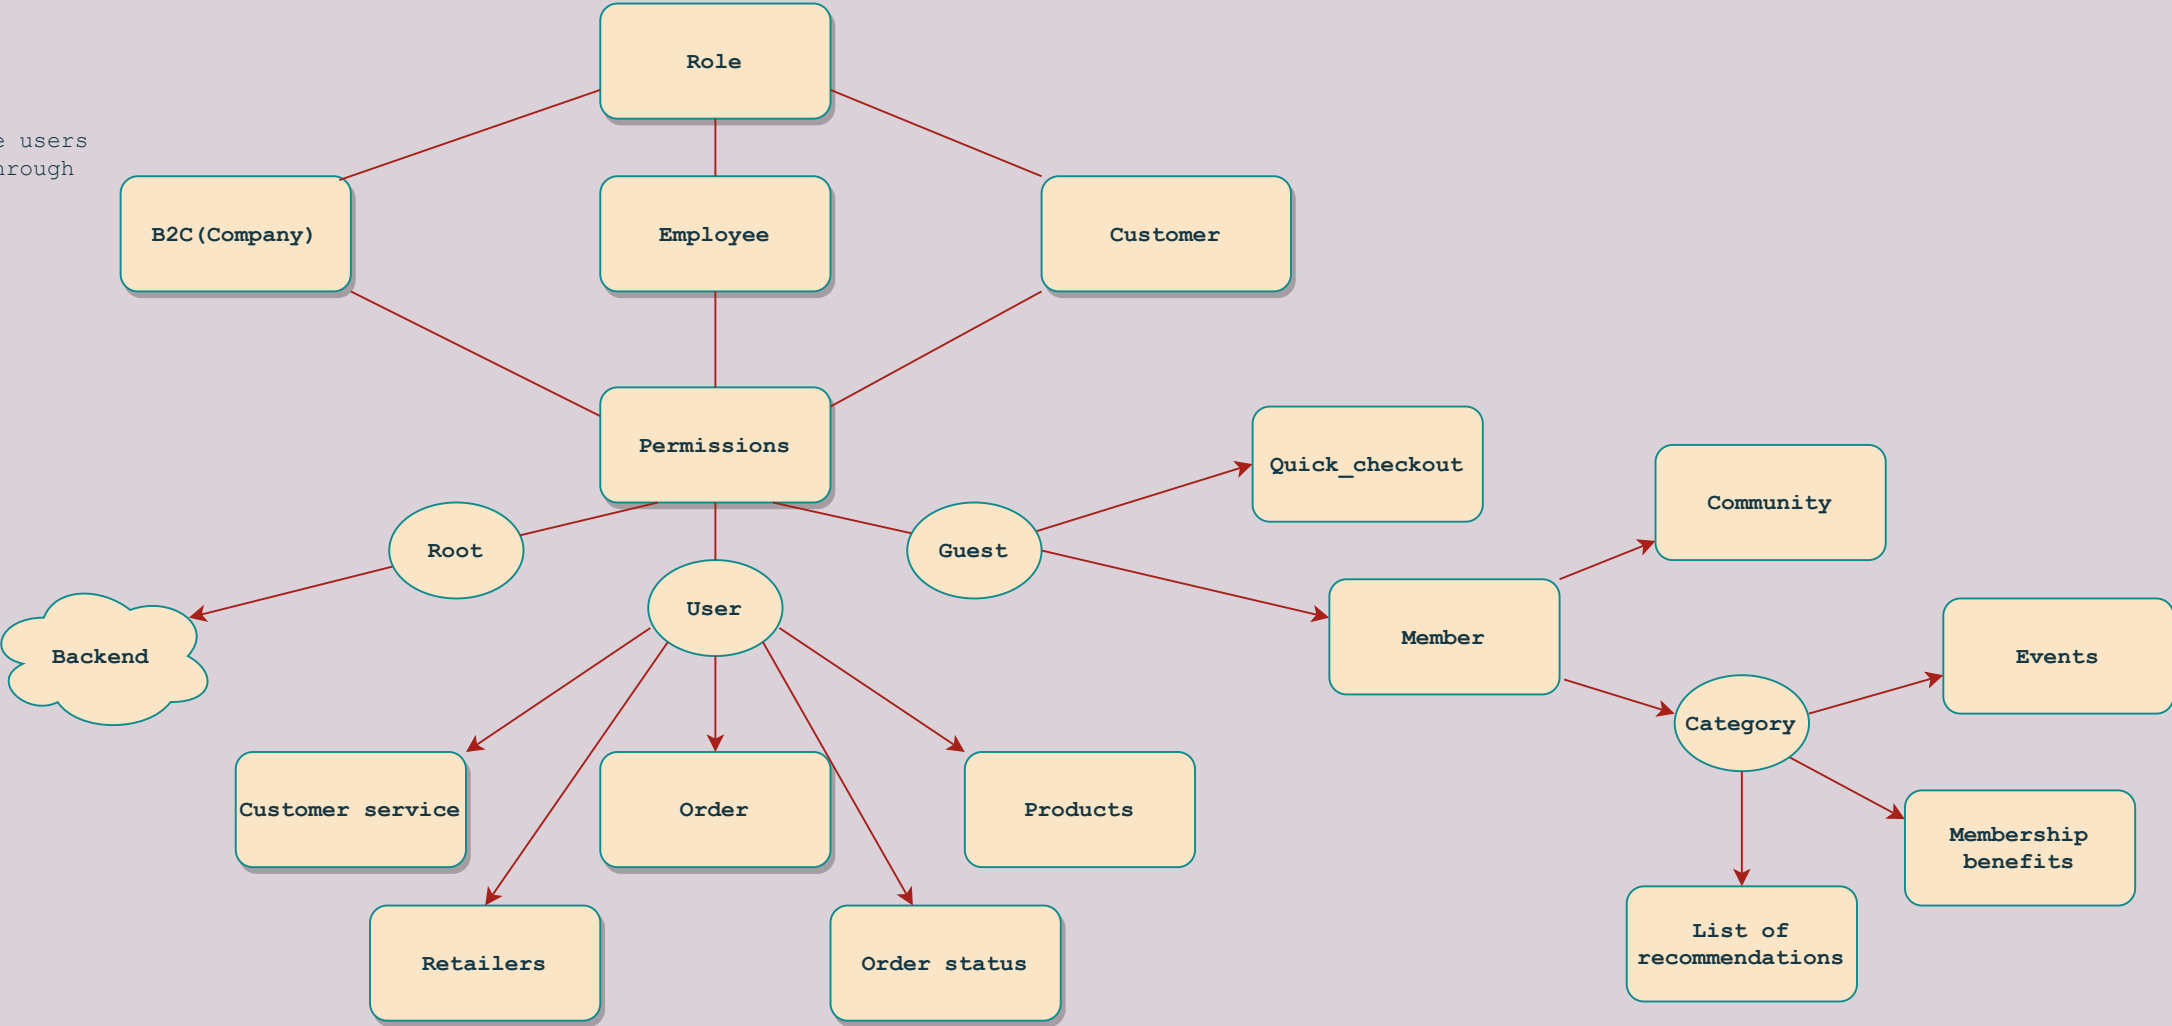 Role
e users
hrough
B2C(Company)
Employee
Customer
Permissions
Quick_checkout
Community
Root
Guest
User
Member
Backend
Events
Category
Customer service
Order
Products
Membership
benefits
List of
recommendations
Retailers
Order status